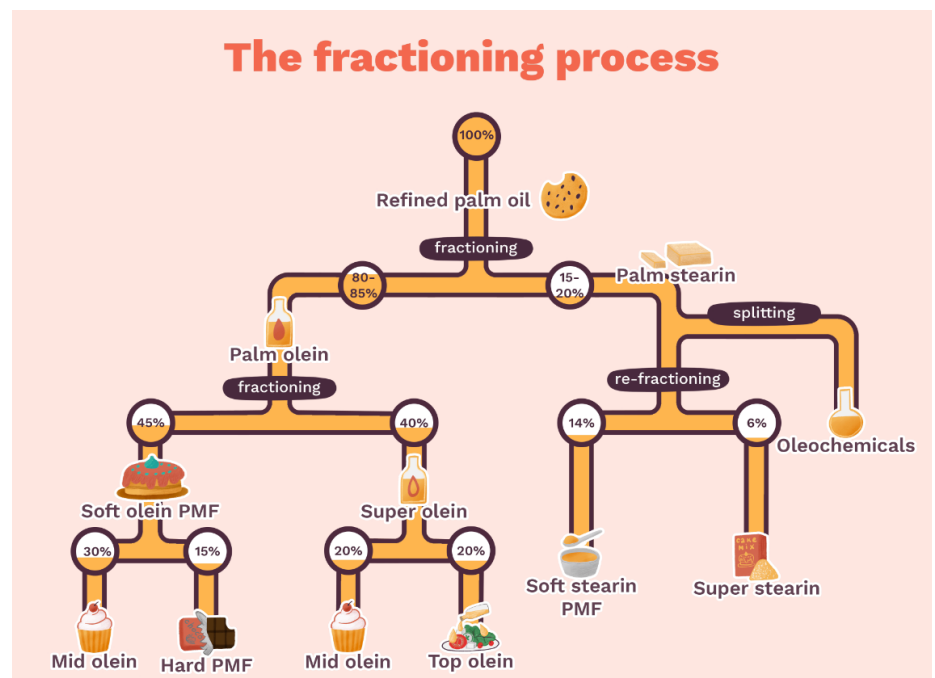 The fractioning process
100%
Refined palm oil
fractioning
80-
85%
15-
20%
Palm stearin
splitting
Palm olein
fractioning
re-fractioning
45%
40%
14%
6%
Oleochemicals
Soft olein PMF
Super olein
30%
15%
20%
20%
CAKE
MIX
Soft stearin
PMF
Super stearin
Mid olein
Hard PMF
Mid olein
Top olein